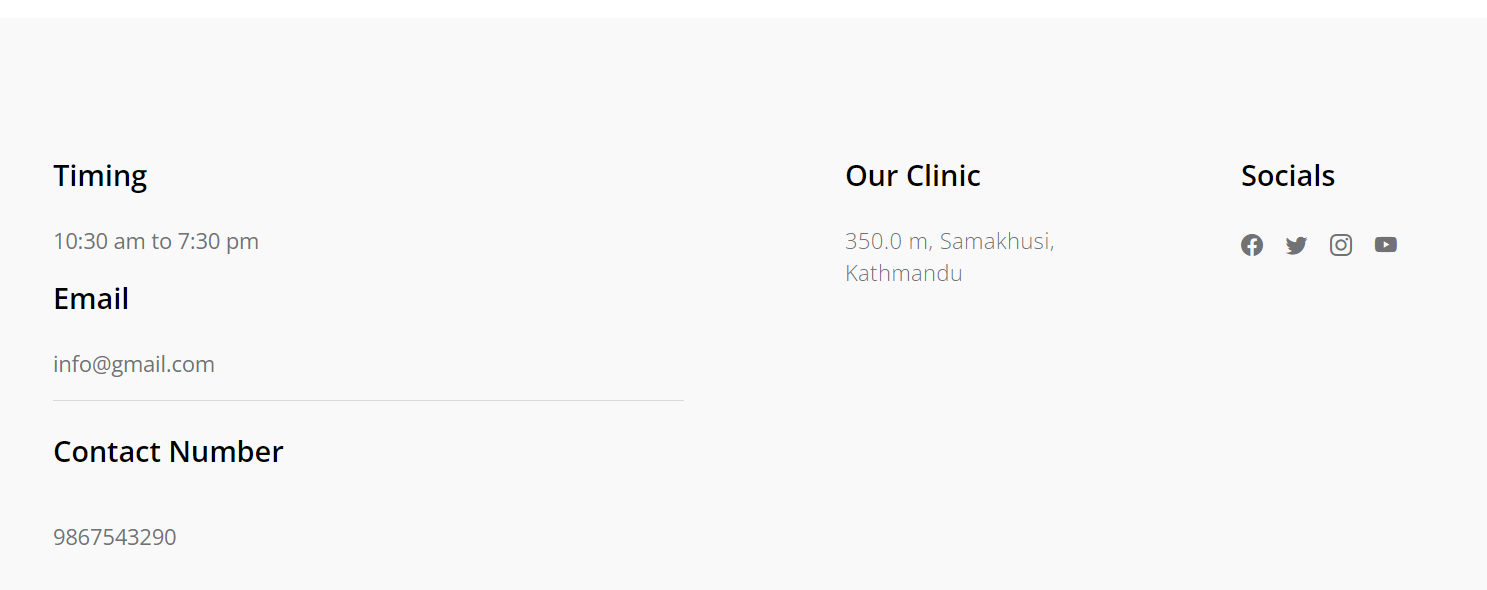 Timing
10:30 am to 7:30 pm
Email
info@gmail.com
Contact Number
9867543290
Our Clinic
350.0 m, Samakhusi,
Kathmandu
Socials